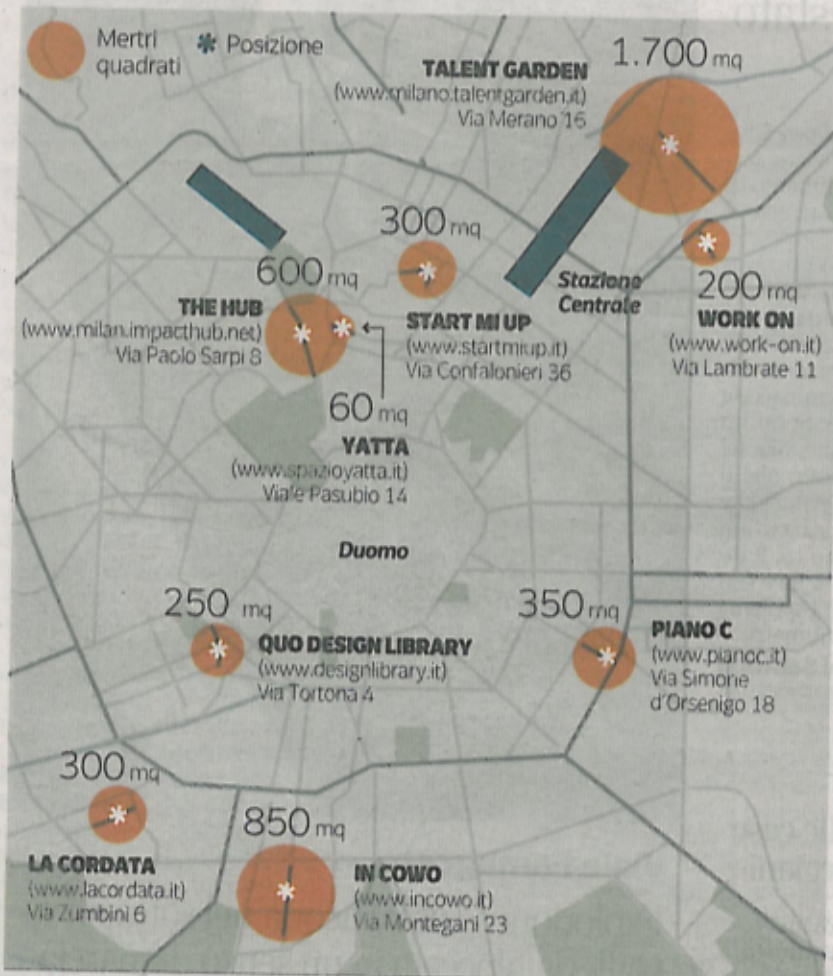 Mertri
quadrati
Posizione
TALENT GARDEN
(www.milano.talentgarden.it)
Via Merano 16
1.700 mq
300 mq
START MI UP
(www.startmiup.it)
Via Confalonieri 36
Stazione
Centrale
200 mq
WORK ON
(www.work-on.it)
Via Lambrate 11
600 mq
THE HUB
(www.milan.impacthub.net)
Via Paolo Sarpi 8
60 mq
YATTA
(www.spazioyatta.it)
Viale Pasubio 14
Duomo
250 mq
QUO DESIGN LIBRARY
(www.designlibrary.it)
Via Tortona 4
350 mq
PIANO C
(www.pianoc.it)
Via Simone
d'Orsenigo 18
300 mq
LA CORDATA
(www.lacordata.it)
Via Zumbini 6
850 mq
IN COWO
(www.incowo.it)
Via Montegani 23